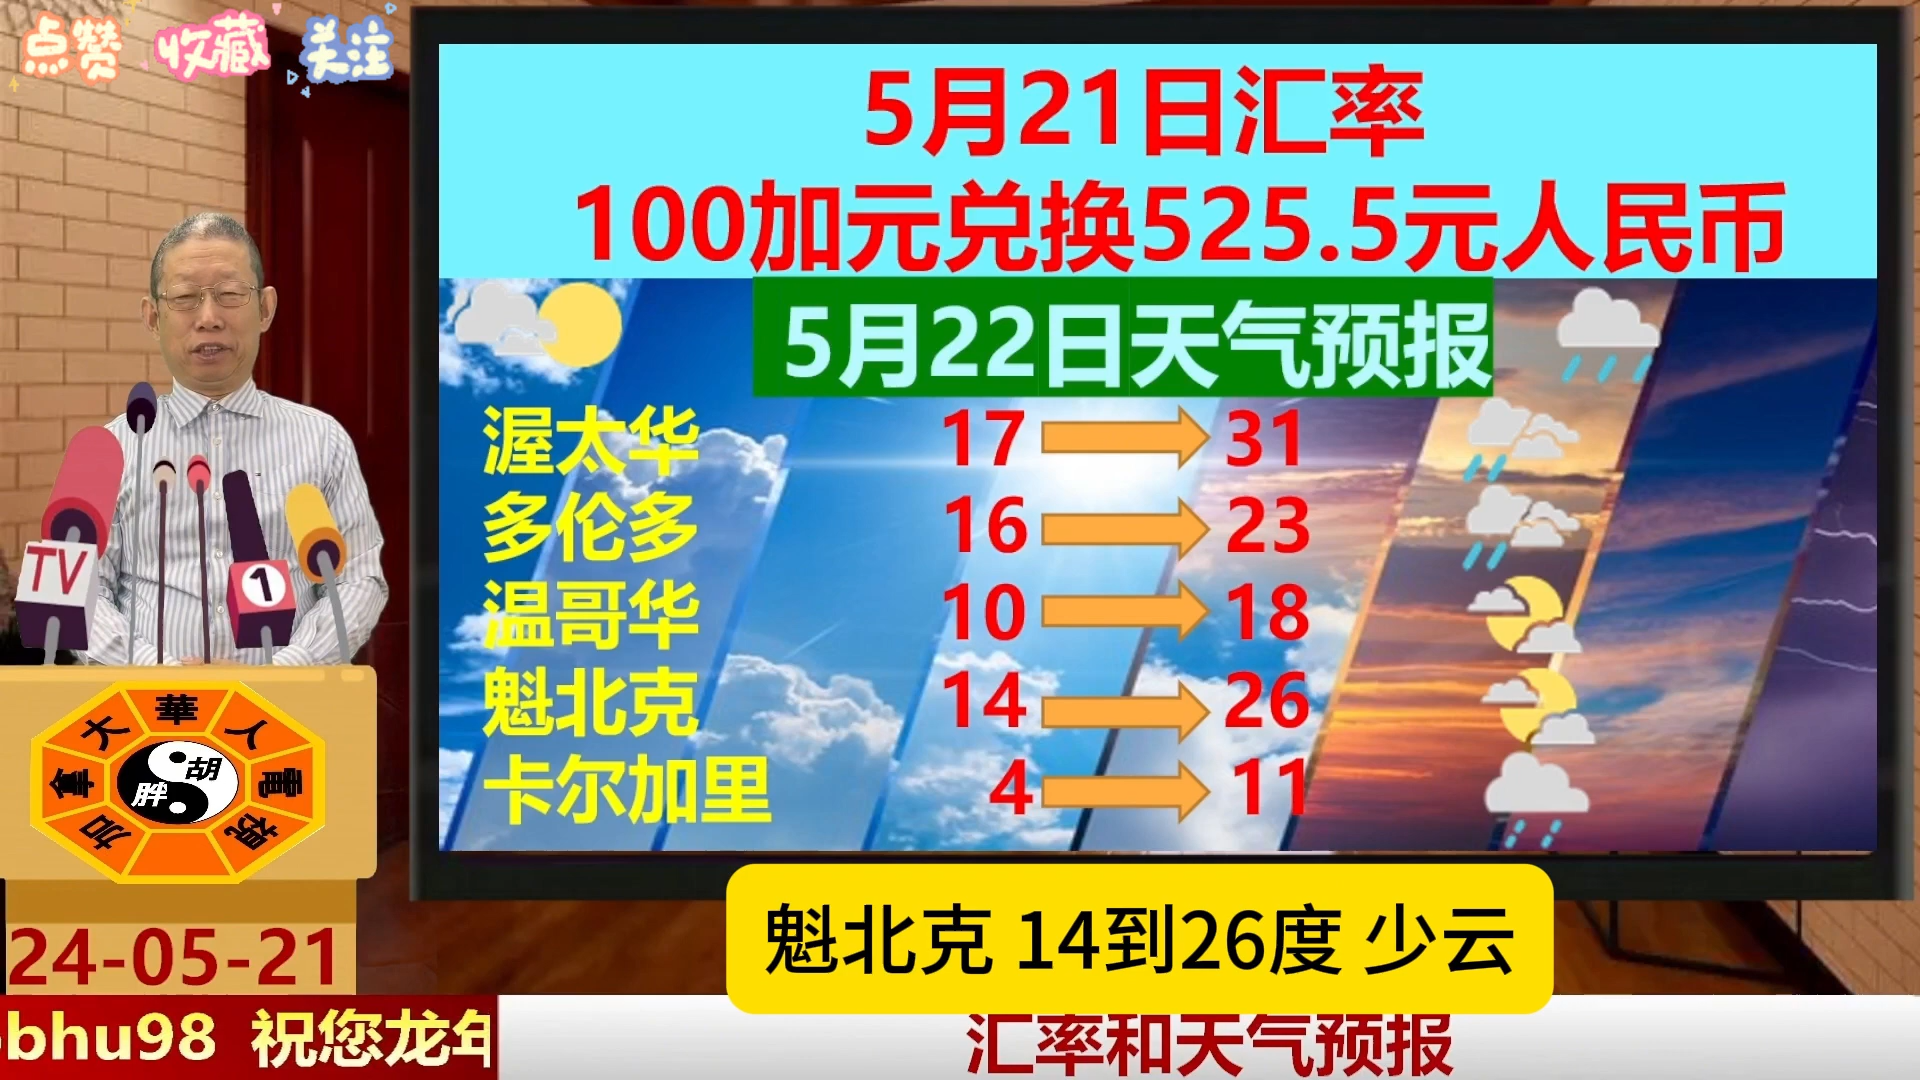 点赞 收藏 关注
5月21日汇率
100加元兑换525.5元人民币
5月22日天气预报
渥太华 17 31
多伦多 16 23
温哥华 10 18
魁北克 14 26
卡尔加里 4 11
TV
1
加拿大華人電視
胡
胖
24-05-21
魁北克 14到26度 少云
bhu98 祝您龙年
汇率和天气预报